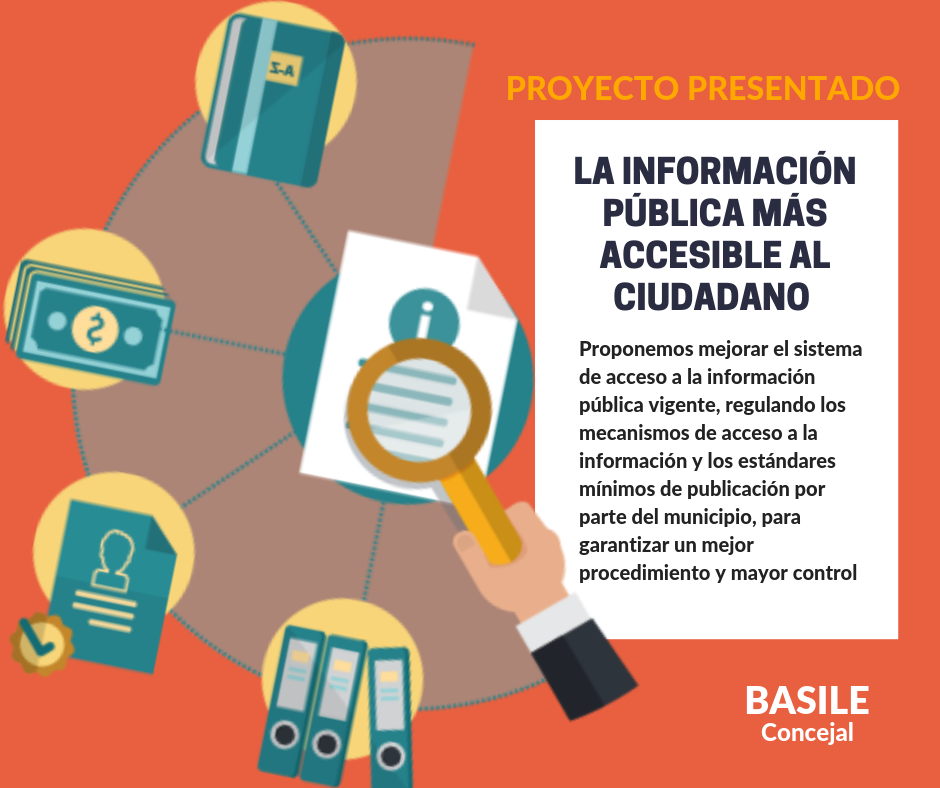 A-Z
PROYECTO PRESENTADO
LA INFORMACIÓN
PÚBLICA MÁS
ACCESIBLE AL
CIUDADANO
Proponemos mejorar el sistema
de acceso a la información
pública vigente, regulando los
mecanismos de acceso a la
información y los estándares
mínimos de publicación por
parte del municipio, para
garantizar un mejor
procedimiento y mayor control
i
$
BASILE
Concejal